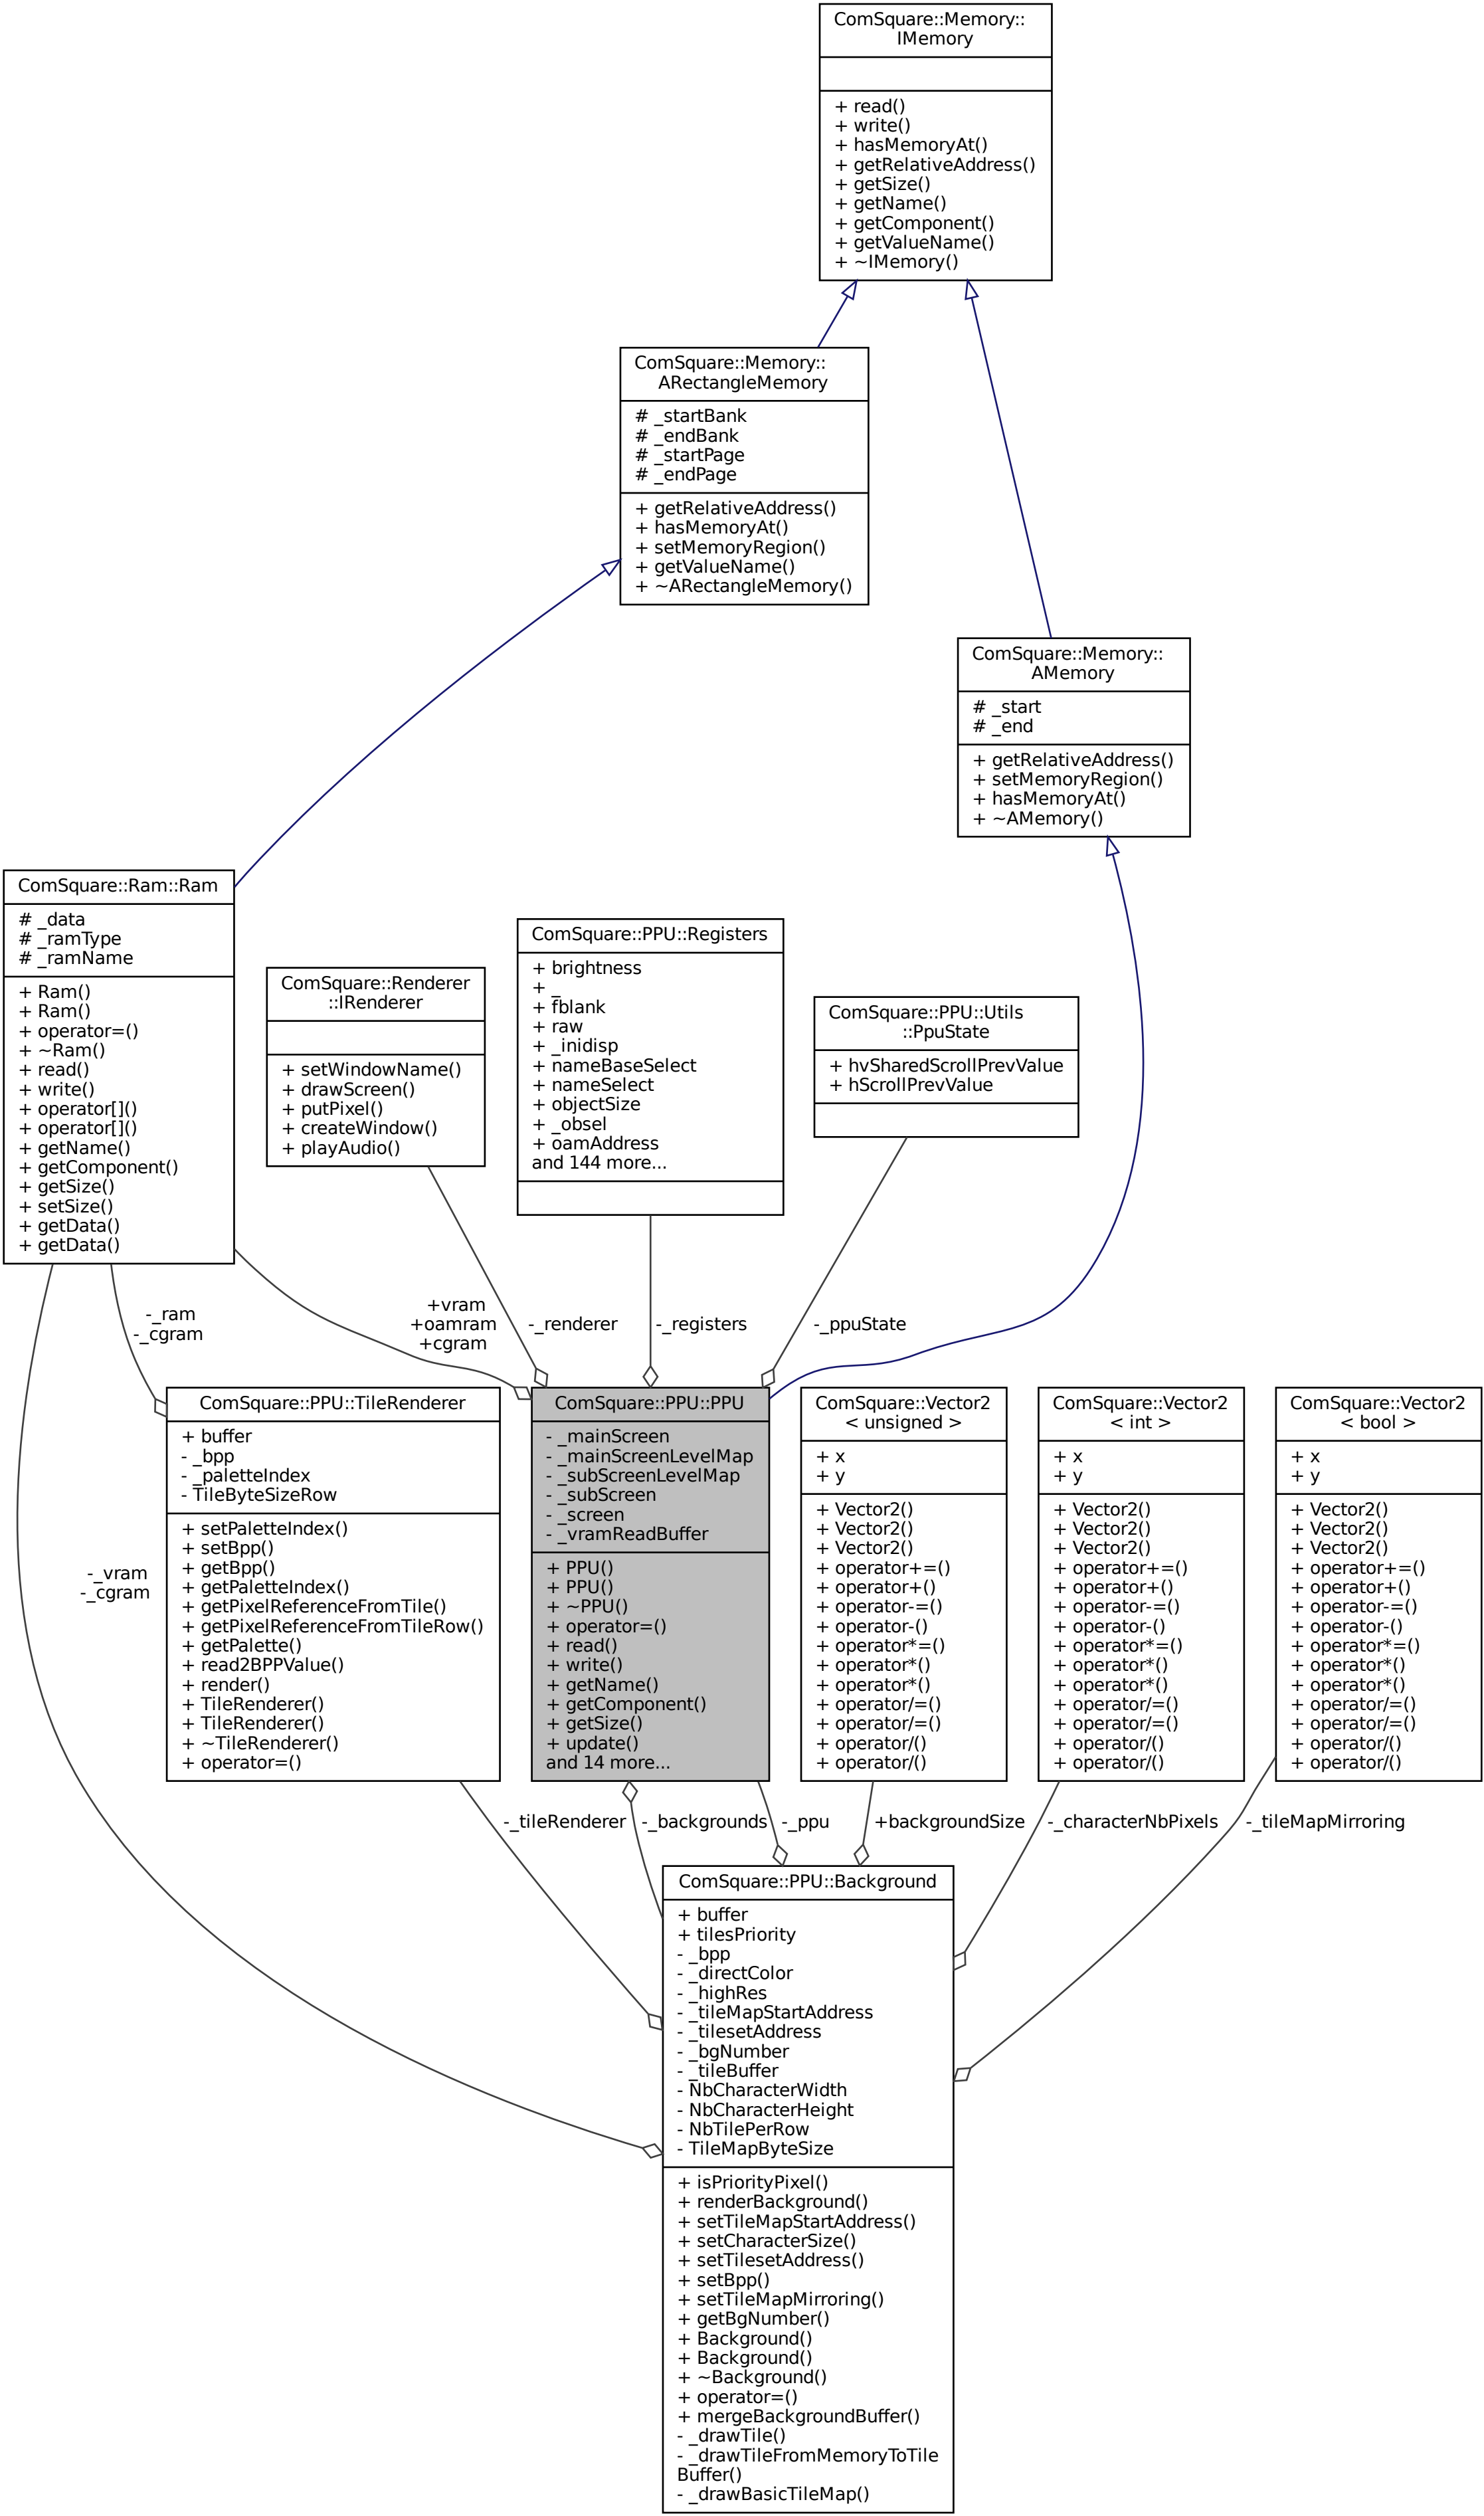 ComSquare::Memory::
IMemory
+ read()
+ write()
+ hasMemoryAt()
+ getRelativeAddress()
+ getSize()
+ getName()
+ getComponent()
+ getValueName()
+ ~IMemory()
ComSquare::Memory::
ARectangleMemory
# _startBank
# _endBank
# _startPage
# _endPage
+ getRelativeAddress()
+ hasMemoryAt()
+ setMemoryRegion()
+ getValueName()
+ ~ARectangleMemory()
ComSquare::Memory::
AMemory
# _start
# _end
+ getRelativeAddress()
+ setMemoryRegion()
+ hasMemoryAt()
+ ~AMemory()
ComSquare::Ram::Ram
# _data
# _ramType
# _ramName
+ Ram()
+ Ram()
+ operator=()
+ ~Ram()
+ read()
+ write()
+ operator[]()
+ operator[]()
+ getName()
+ getComponent()
+ getSize()
+ setSize()
+ getData()
+ getData()
ComSquare::Renderer
::IRenderer
+ setWindowName()
+ drawScreen()
+ putPixel()
+ createWindow()
+ playAudio()
ComSquare::PPU::Registers
+ brightness
+ _
+ fblank
+ raw
+ _inidisp
+ nameBaseSelect
+ nameSelect
+ objectSize
+ _obsel
+ oamAddress
and 144 more...
ComSquare::PPU::Utils
::PpuState
+ hvSharedScrollPrevValue
+ hScrollPrevValue
-_ram
-_cgram
+vram
+oamram
+cgram
-_renderer
-_registers
-_ppuState
ComSquare::PPU::TileRenderer
+ buffer
- _bpp
- _paletteIndex
- TileByteSizeRow
+ setPaletteIndex()
+ setBpp()
+ getBpp()
+ getPaletteIndex()
+ getPixelReferenceFromTile()
+ getPixelReferenceFromTileRow()
+ getPalette()
+ read2BPPValue()
+ render()
+ TileRenderer()
+ TileRenderer()
+ ~TileRenderer()
+ operator=()
ComSquare::PPU::PPU
- _mainScreen
- _mainScreenLevelMap
- _subScreenLevelMap
- _subScreen
- _screen
- _vramReadBuffer
+ PPU()
+ PPU()
+ ~PPU()
+ operator=()
+ read()
+ write()
+ getName()
+ getComponent()
+ getSize()
+ update()
and 14 more...
ComSquare::Vector2
< unsigned >
+ x
+ y
+ Vector2()
+ Vector2()
+ Vector2()
+ operator+=()
+ operator+()
+ operator-=()
+ operator-()
+ operator*=()
+ operator*()
+ operator*()
+ operator/=()
+ operator/=()
+ operator/()
+ operator/()
ComSquare::Vector2
< int >
+ x
+ y
+ Vector2()
+ Vector2()
+ Vector2()
+ operator+=()
+ operator+()
+ operator-=()
+ operator-()
+ operator*=()
+ operator*()
+ operator*()
+ operator/=()
+ operator/=()
+ operator/()
+ operator/()
ComSquare::Vector2
< bool >
+ x
+ y
+ Vector2()
+ Vector2()
+ Vector2()
+ operator+=()
+ operator+()
+ operator-=()
+ operator-()
+ operator*=()
+ operator*()
+ operator*()
+ operator/=()
+ operator/=()
+ operator/()
+ operator/()
-_vram
-_cgram
-_tileRenderer
-_backgrounds
-_ppu
+backgroundSize
-_characterNbPixels
-_tileMapMirroring
ComSquare::PPU::Background
+ buffer
+ tilesPriority
- _bpp
- _directColor
- _highRes
- _tileMapStartAddress
- _tilesetAddress
- _bgNumber
- _tileBuffer
- NbCharacterWidth
- NbCharacterHeight
- NbTilePerRow
- TileMapByteSize
+ isPriorityPixel()
+ renderBackground()
+ setTileMapStartAddress()
+ setCharacterSize()
+ setTilesetAddress()
+ setBpp()
+ setTileMapMirroring()
+ getBgNumber()
+ Background()
+ Background()
+ ~Background()
+ operator=()
+ mergeBackgroundBuffer()
- _drawTile()
- _drawTileFromMemoryToTile
Buffer()
- _drawBasicTileMap()